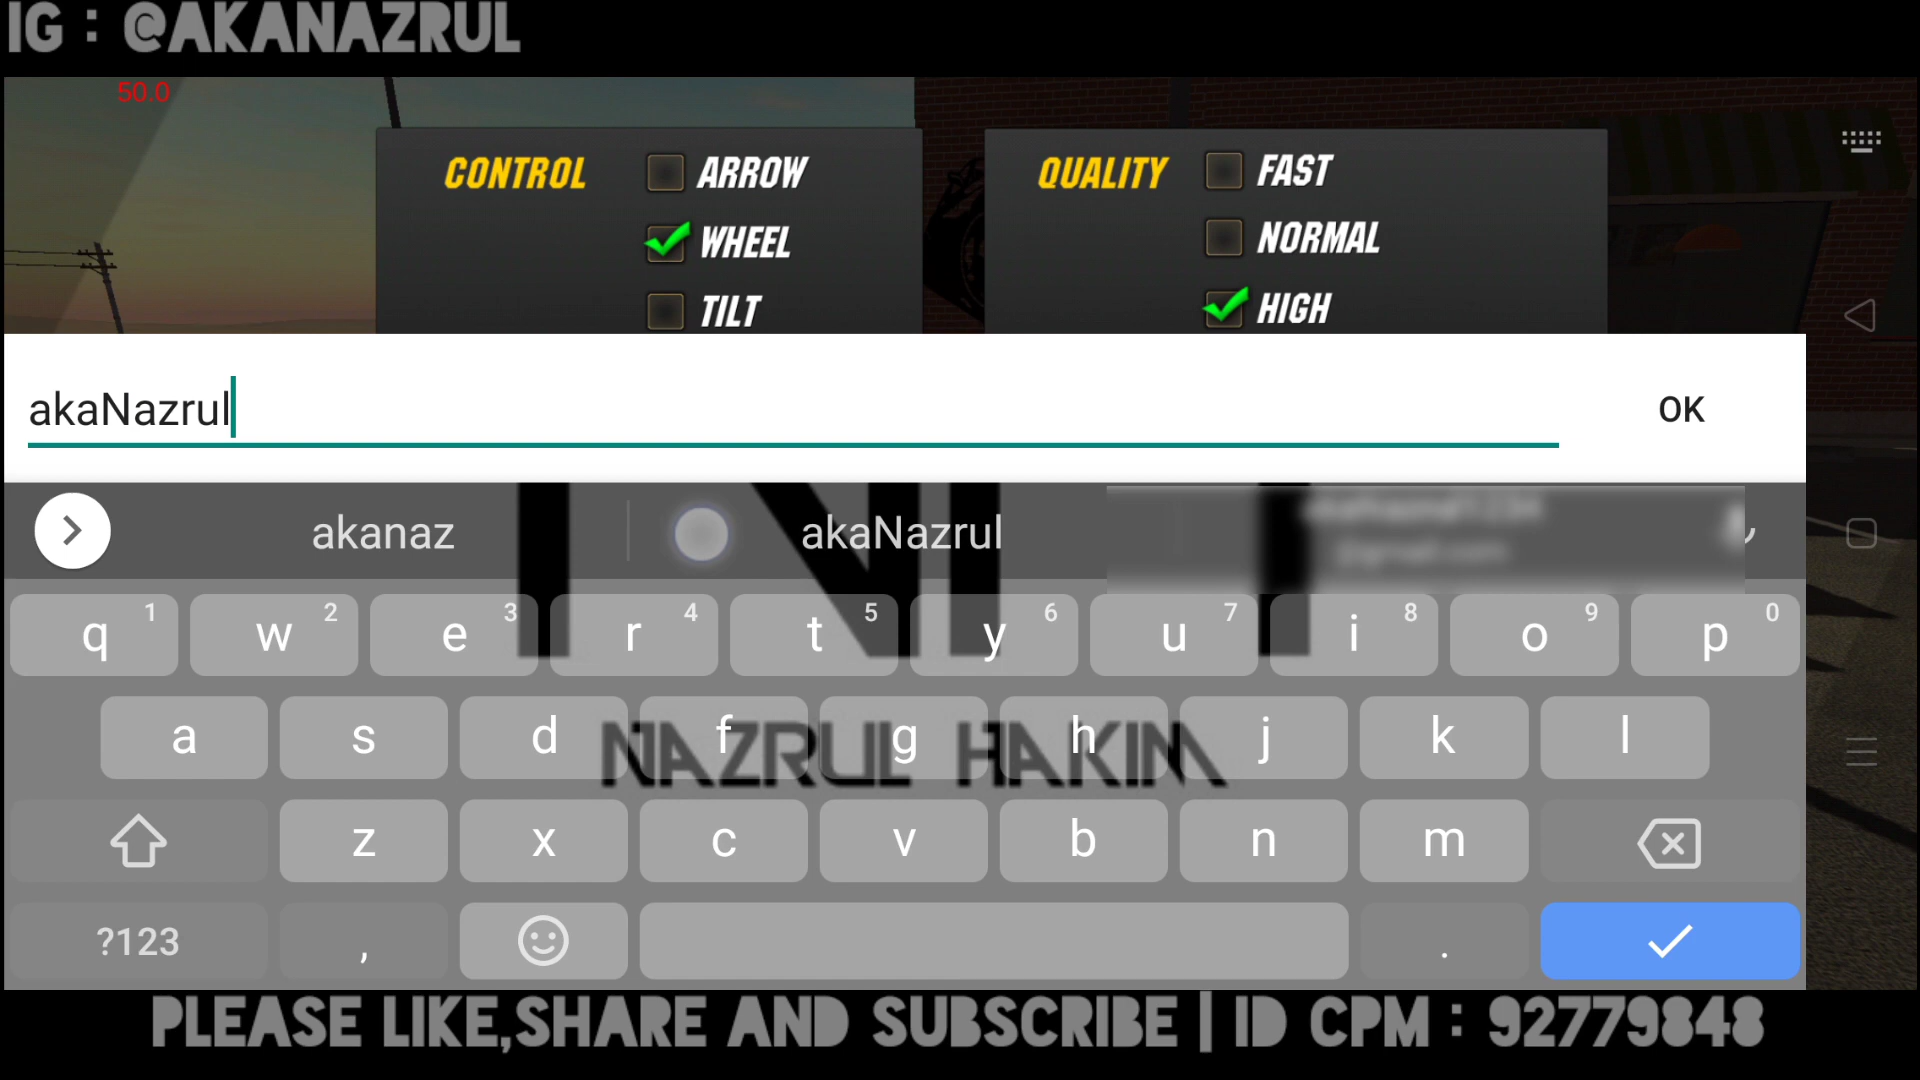 IG : @AKANAZRUL
50.0
CONTROL
ARROW
WHEEL
TILT
QUALITY
FAST
NORMAL
HIGH
akaNazrul
OK
akanaz
akaNazrul
q 1 w 2 e 3 r 4 t 5 y 6 u 7 i 8 o 9 p 0
a s d f g h j k l
NAZRUL HAKIM
z x c v b n m
?123 , .
PLEASE LIKE,SHARE AND SUBSCRIBE | ID CPM : 92779848